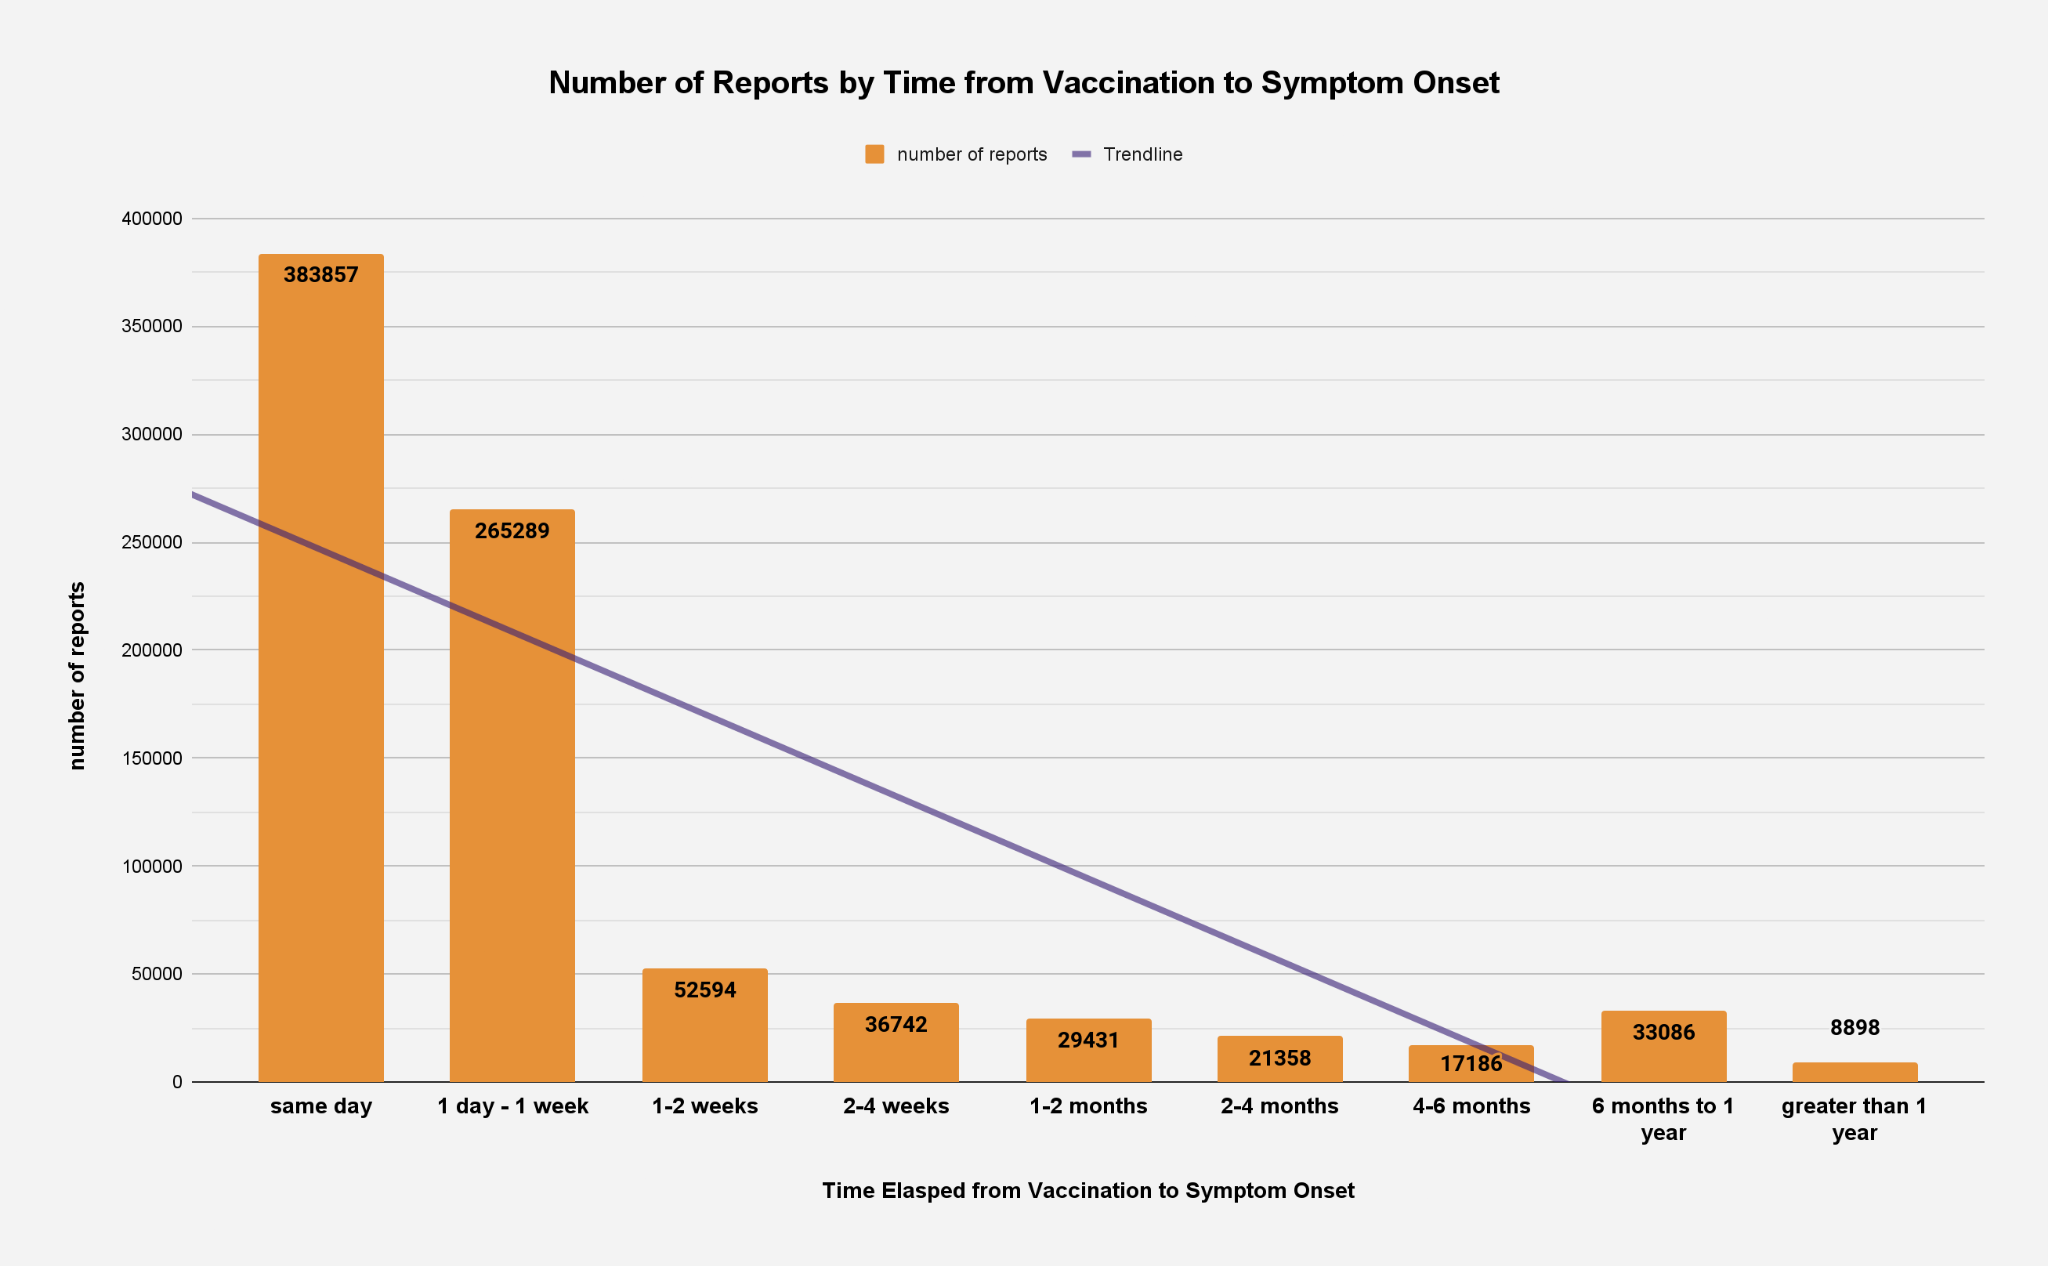 Number of Reports by Time from Vaccination to Symptom Onset
number of reports Trendline
400000
350000
300000
250000
200000
150000
100000
50000
0
number of reports
383857
265289
52594
36742
29431
21358
17186
33086
8898
same day
1 day - 1 week
1-2 weeks
2-4 weeks
1-2 months
2-4 months
4-6 months
6 months to 1
year
greater than 1
year
Time Elasped from Vaccination to Symptom Onset